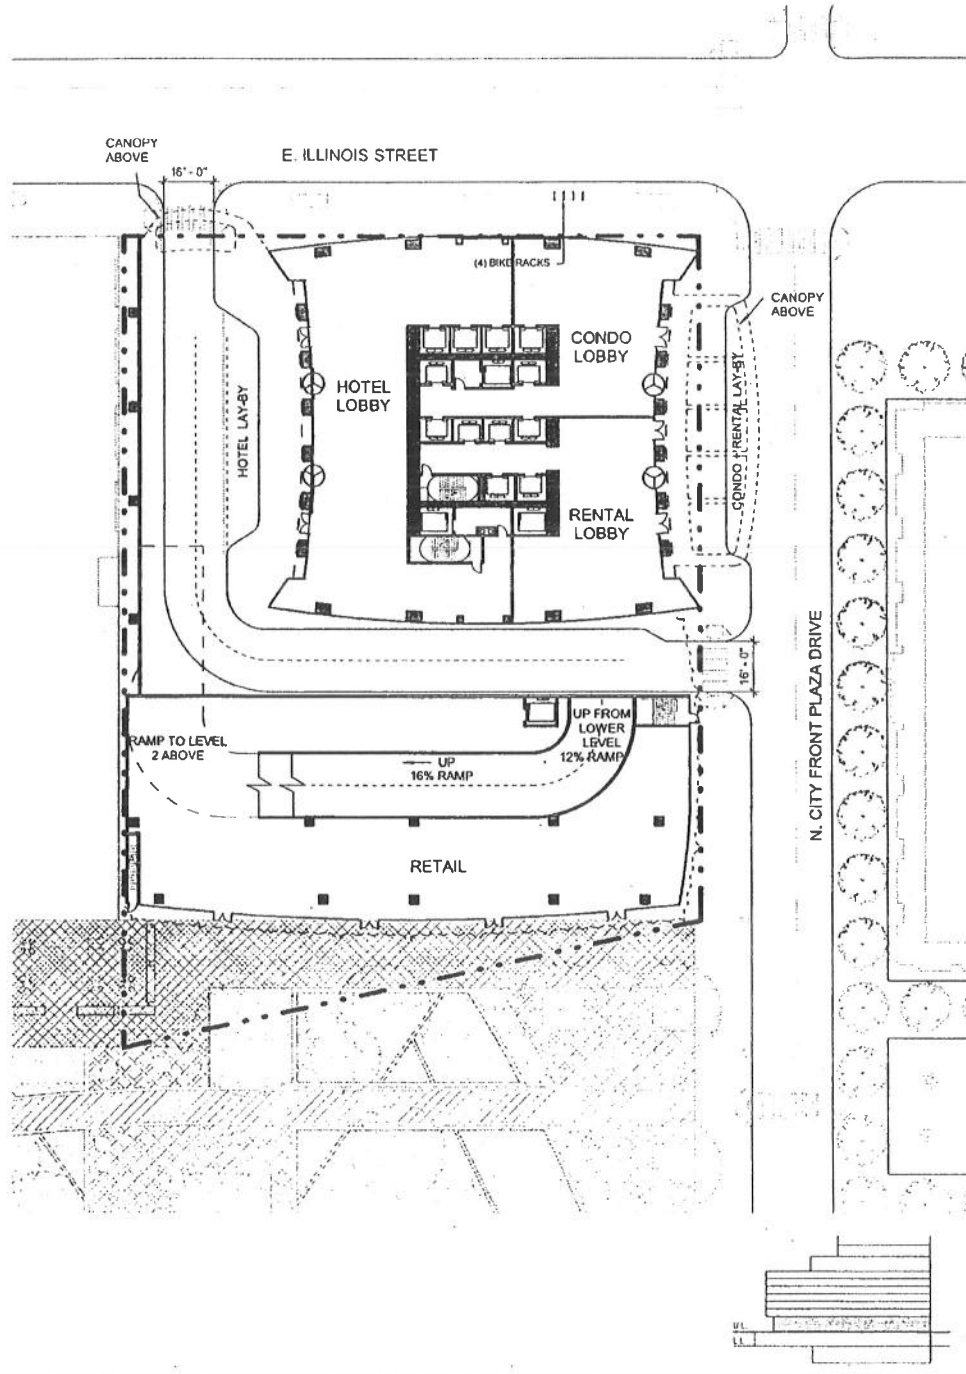 CANOPY
ABOVE
E. ILLINOIS STREET
16' - 0"
(4) BIKE RACKS
CANOPY
ABOVE
CONDO
LOBBY
HOTEL
LOBBY
HOTEL LAY-BY
CONDO / RENTAL LAY-BY
RENTAL
LOBBY
16' - 0"
N. CITY FRONT PLAZA DRIVE
UP FROM
LOWER
LEVEL
12% RAMP
RAMP TO LEVEL
2 ABOVE
UP
16% RAMP
RETAIL
UL
LL